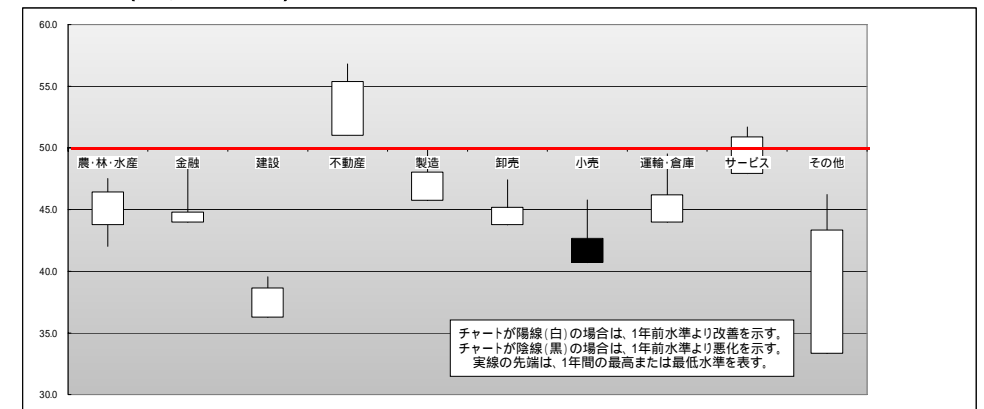 60.0
55.0
50.0
農･林･水産 金融 建設 不動産 製造 卸売 小売 運輸･倉庫 サービス その他
45.0
40.0
35.0
チャートが陽線(白)の場合は、1年前水準より改善を示す。
チャートが陰線(黒)の場合は、1年前水準より悪化を示す。
実線の先端は、1年間の最高または最低水準を表す。
30.0